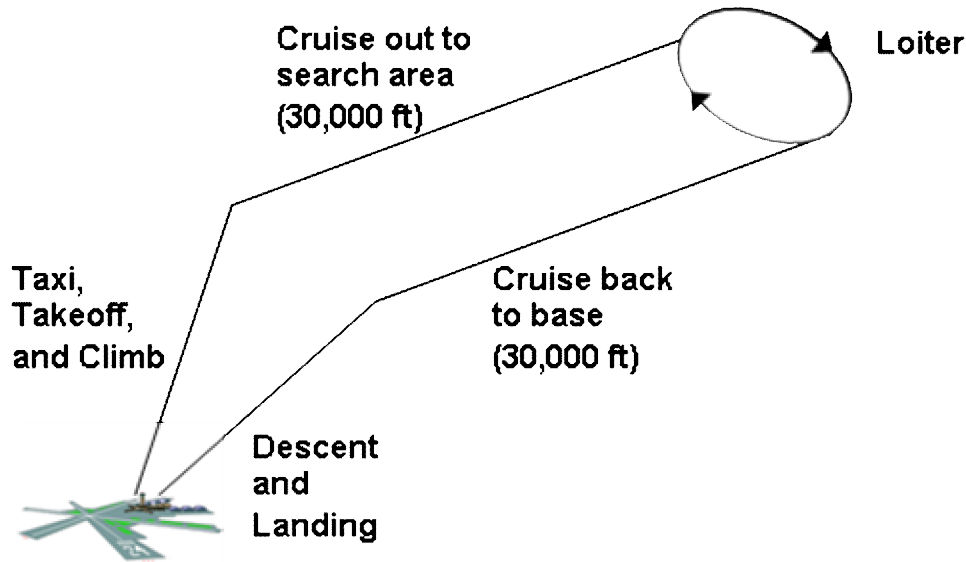 Cruise out to
search area
(30,000 ft)
Loiter
Taxi,
Takeoff,
and Climb
Cruise back
to base
(30,000 ft)
Descent
and
Landing